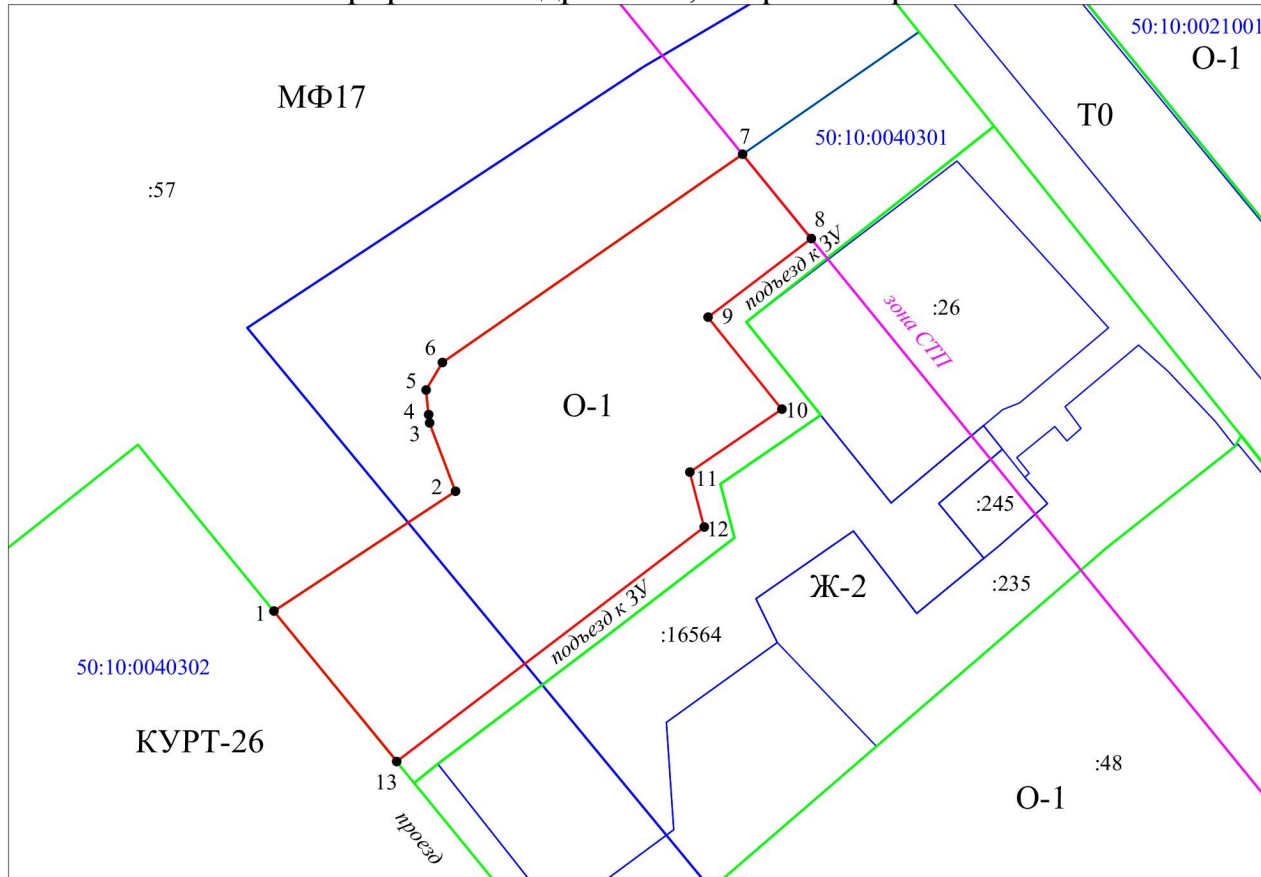 50:10:0021001
О-1
МФ17
Т0
7
50:10:0040301
:57
8
подъезд к ЗУ
9
зона СТП
:26
6
5
О-1
4
3
10
2
11
:245
12
Ж-2
:235
1
подъезд к ЗУ
:16564
50:10:0040302
КУРТ-26
:48
13
О-1
проезд